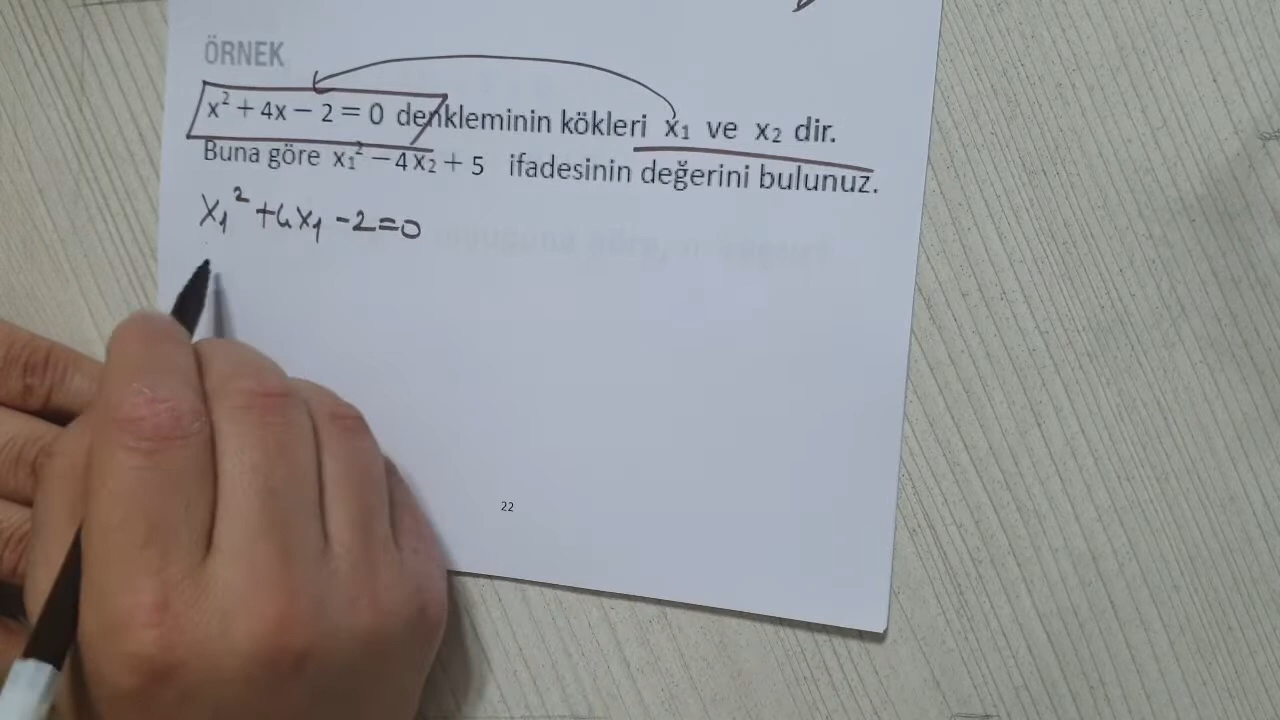 ÖRNEK
x² + 4x − 2 = 0 denkleminin kökleri x₁ ve x₂ dir.
Buna göre x₁² − 4x₂ + 5 ifadesinin değerini bulunuz.
x₁² + 4x₁ − 2 = 0
22